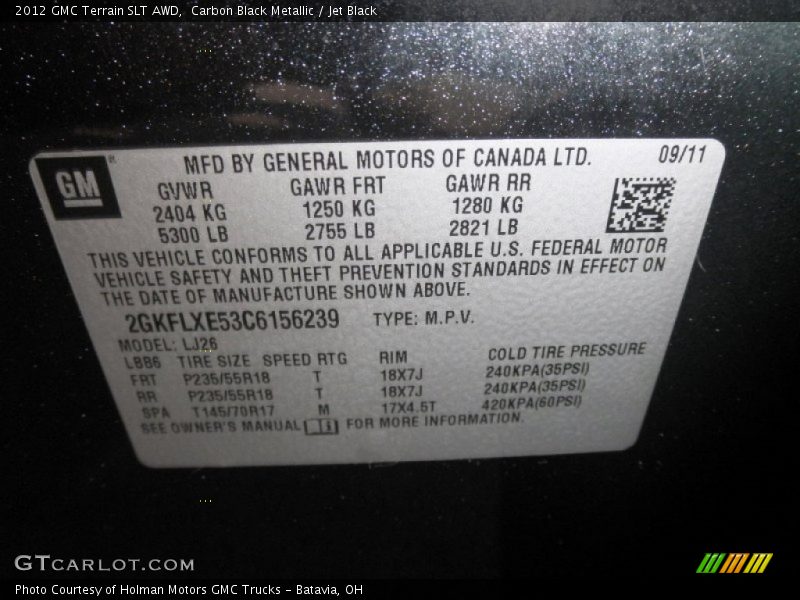 2012 GMC Terrain SLT AWD, Carbon Black Metallic / Jet Black
GM
MFD BY GENERAL MOTORS OF CANADA LTD. 09/11
GVWR GAWR FRT GAWR RR
2404 KG 1250 KG 1280 KG
5300 LB 2755 LB 2821 LB
THIS VEHICLE CONFORMS TO ALL APPLICABLE U.S. FEDERAL MOTOR
VEHICLE SAFETY AND THEFT PREVENTION STANDARDS IN EFFECT ON
THE DATE OF MANUFACTURE SHOWN ABOVE.
2GKFLXE53C6156239 TYPE: M.P.V.
MODEL: LJ26
LBB6 TIRE SIZE SPEED RTG RIM COLD TIRE PRESSURE
FRT P235/55R18 T 18X7J 240KPA(35PSI)
RR P235/55R18 T 18X7J 240KPA(35PSI)
SPA T145/70R17 M 17X4.5T 420KPA(60PSI)
SEE OWNER'S MANUAL FOR MORE INFORMATION.
GTCARLOT.COM
Photo Courtesy of Holman Motors GMC Trucks - Batavia, OH